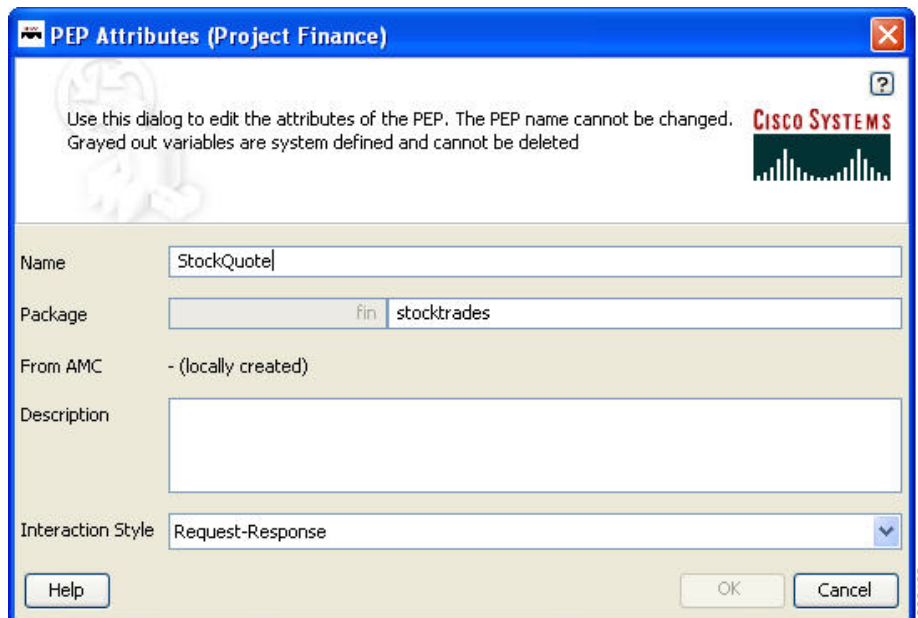 PEP Attributes (Project Finance)
?
Use this dialog to edit the attributes of the PEP. The PEP name cannot be changed.
Grayed out variables are system defined and cannot be deleted
CISCO SYSTEMS
Name StockQuote
Package fin stocktrades
From AMC - (locally created)
Description
Interaction Style Request-Response
Help OK Cancel